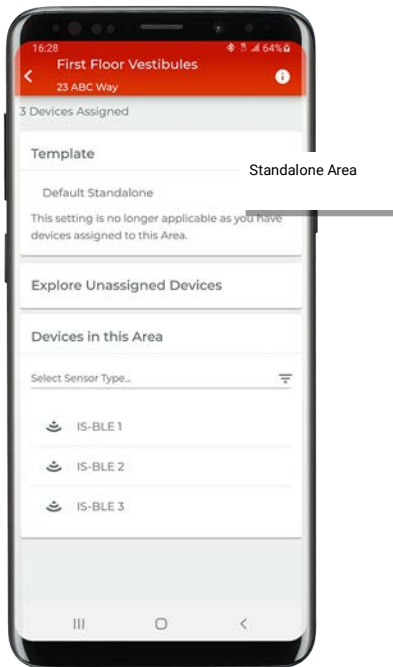 16:28
64%
First Floor Vestibules
23 ABC Way
3 Devices Assigned
Template
Standalone Area
Default Standalone
This setting is no longer applicable as you have
devices assigned to this Area.
Explore Unassigned Devices
Devices in this Area
Select Sensor Type...
IS-BLE 1
IS-BLE 2
IS-BLE 3